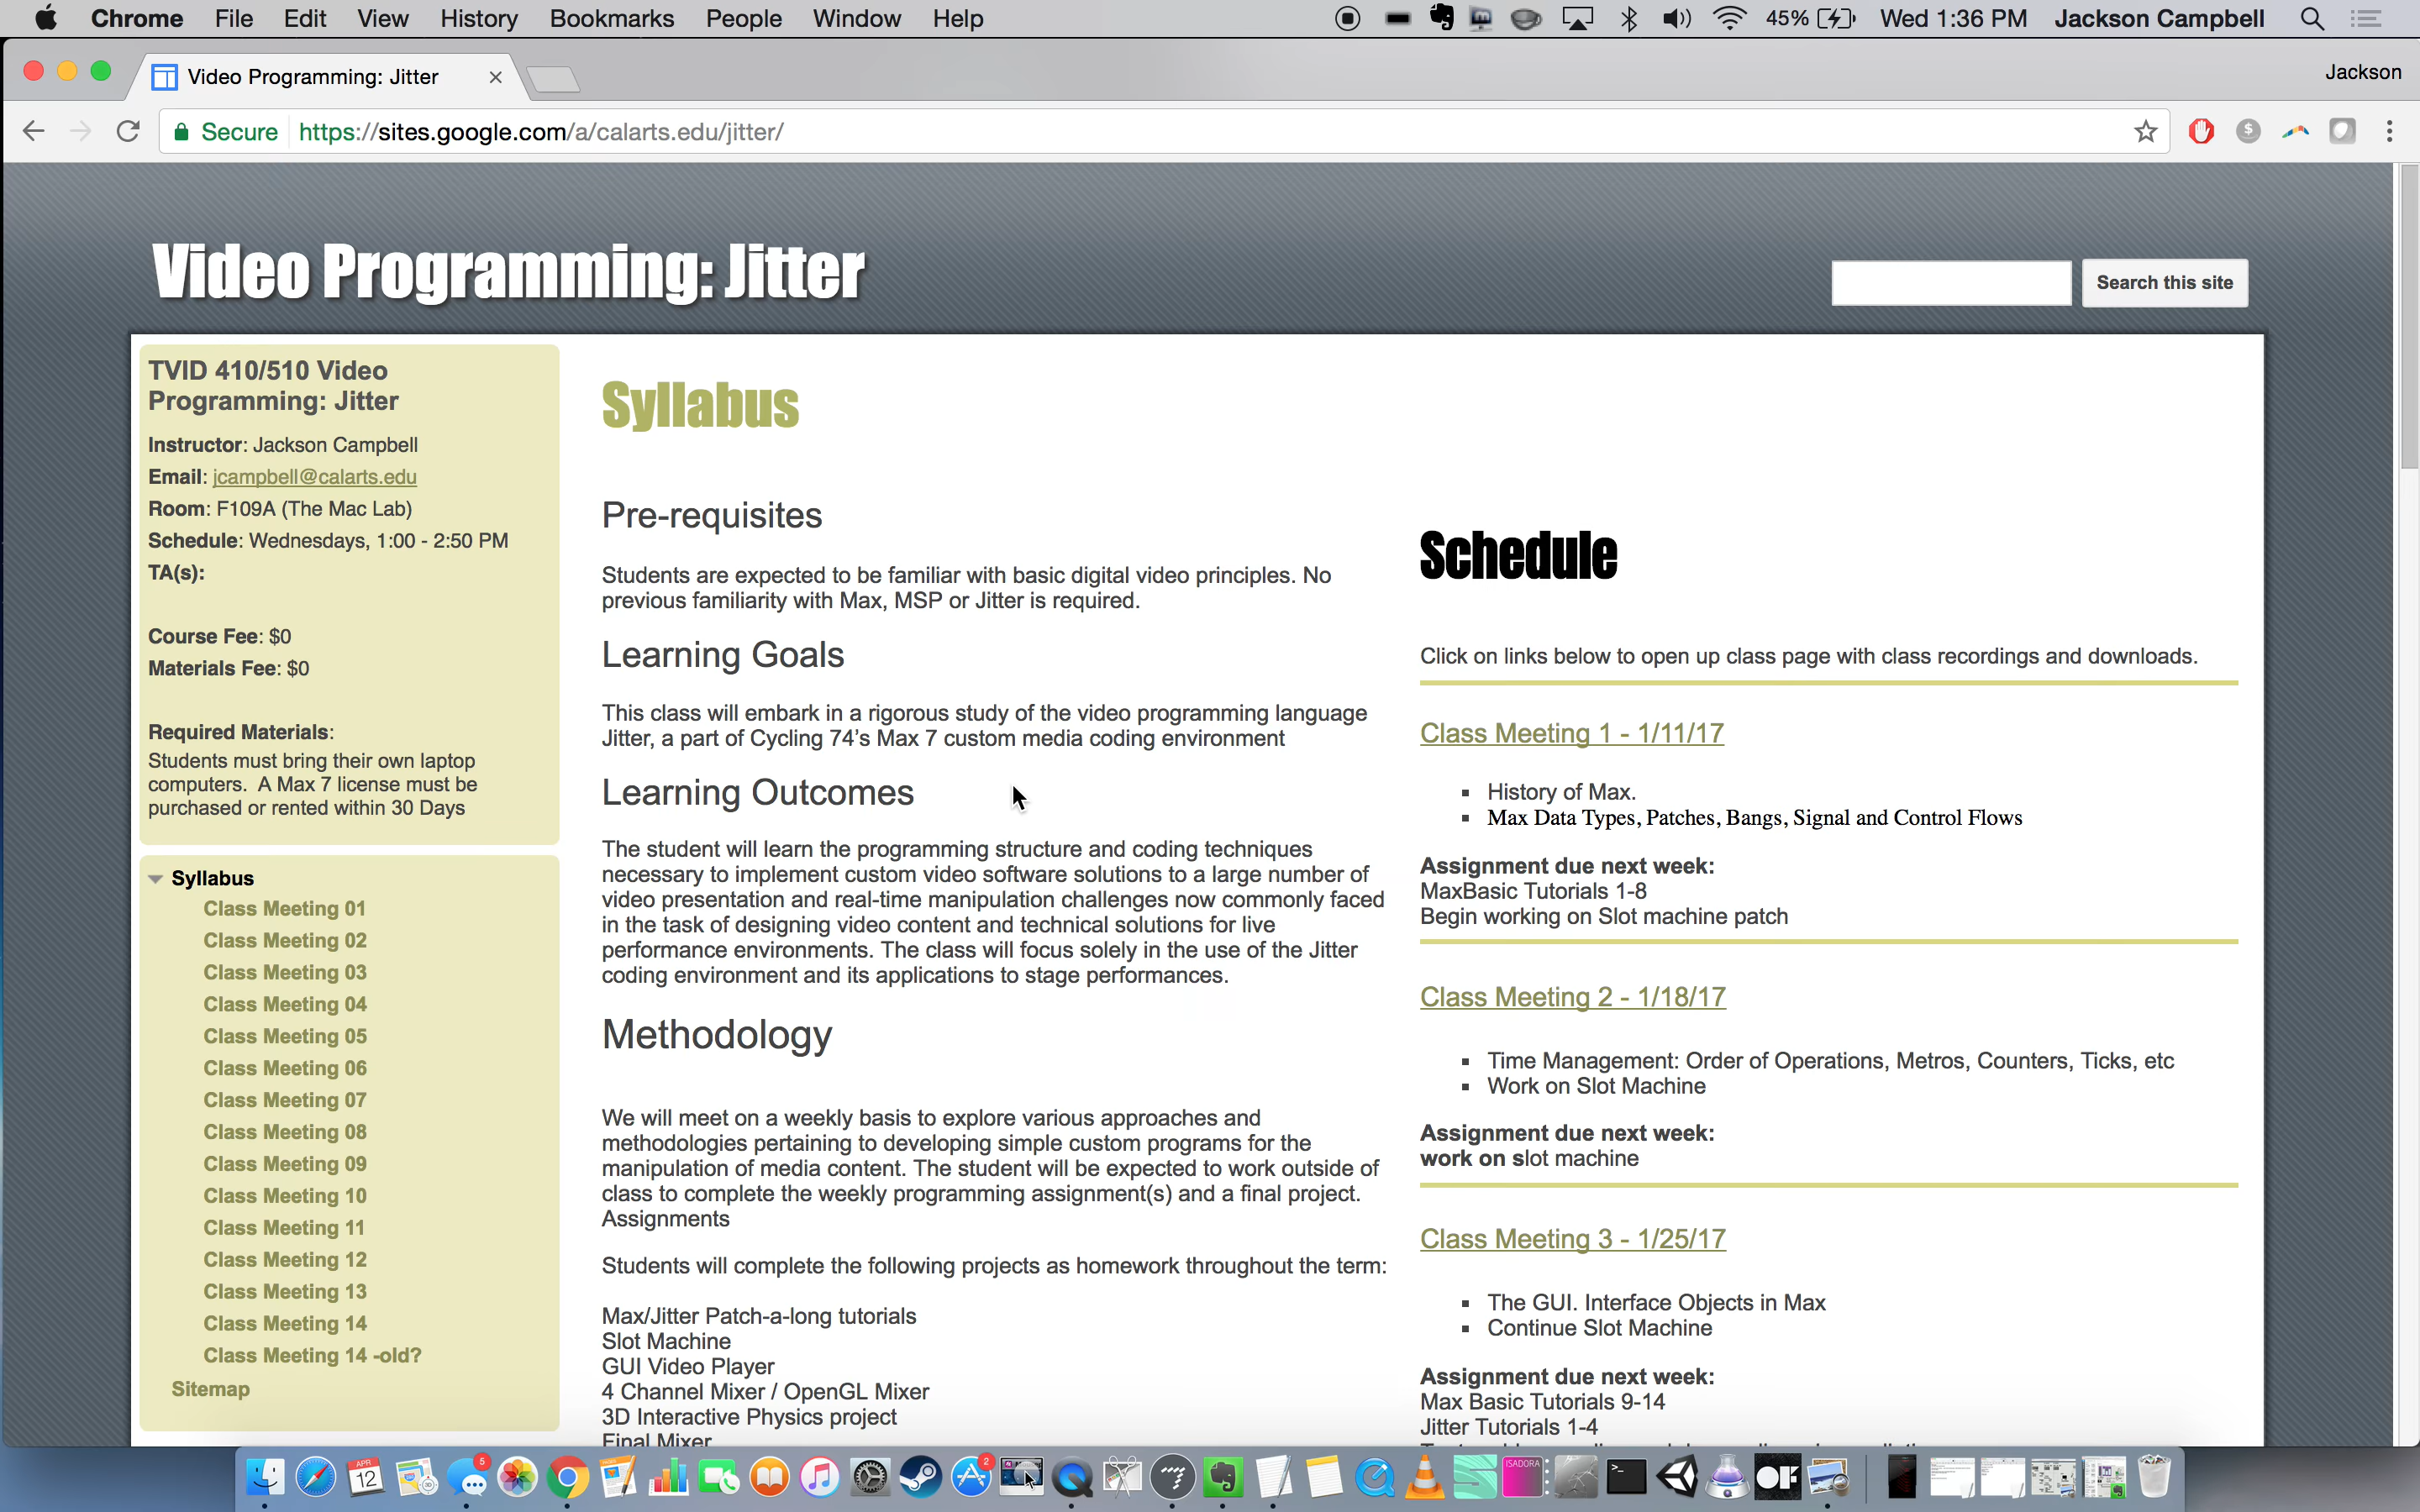 Chrome File Edit View History Bookmarks People Window Help 45% Wed 1:36 PM Jackson Campbell
Video Programming: Jitter
Jackson
Secure https://sites.google.com/a/calarts.edu/jitter/
Video Programming: Jitter
Search this site
TVID 410/510 Video
Programming: Jitter
Instructor: Jackson Campbell
Email: jcampbell@calarts.edu
Room: F109A (The Mac Lab)
Schedule: Wednesdays, 1:00 - 2:50 PM
TA(s):
Course Fee: $0
Materials Fee: $0
Required Materials:
Students must bring their own laptop
computers. A Max 7 license must be
purchased or rented within 30 Days
Syllabus
Class Meeting 01
Class Meeting 02
Class Meeting 03
Class Meeting 04
Class Meeting 05
Class Meeting 06
Class Meeting 07
Class Meeting 08
Class Meeting 09
Class Meeting 10
Class Meeting 11
Class Meeting 12
Class Meeting 13
Class Meeting 14
Class Meeting 14 -old?
Sitemap
Syllabus
Pre-requisites
Students are expected to be familiar with basic digital video principles. No
previous familiarity with Max, MSP or Jitter is required.
Learning Goals
This class will embark in a rigorous study of the video programming language
Jitter, a part of Cycling 74's Max 7 custom media coding environment
Learning Outcomes
The student will learn the programming structure and coding techniques
necessary to implement custom video software solutions to a large number of
video presentation and real-time manipulation challenges now commonly faced
in the task of designing video content and technical solutions for live
performance environments. The class will focus solely in the use of the Jitter
coding environment and its applications to stage performances.
Methodology
We will meet on a weekly basis to explore various approaches and
methodologies pertaining to developing simple custom programs for the
manipulation of media content. The student will be expected to work outside of
class to complete the weekly programming assignment(s) and a final project.
Assignments
Students will complete the following projects as homework throughout the term:
Max/Jitter Patch-a-long tutorials
Slot Machine
GUI Video Player
4 Channel Mixer / OpenGL Mixer
3D Interactive Physics project
Final Mixer
Schedule
Click on links below to open up class page with class recordings and downloads.
Class Meeting 1 - 1/11/17
History of Max.
Max Data Types, Patches, Bangs, Signal and Control Flows
Assignment due next week:
MaxBasic Tutorials 1-8
Begin working on Slot machine patch
Class Meeting 2 - 1/18/17
Time Management: Order of Operations, Metros, Counters, Ticks, etc
Work on Slot Machine
Assignment due next week:
work on slot machine
Class Meeting 3 - 1/25/17
The GUI. Interface Objects in Max
Continue Slot Machine
Assignment due next week:
Max Basic Tutorials 9-14
Jitter Tutorials 1-4
APR
12
5
2
ISADORA
OF